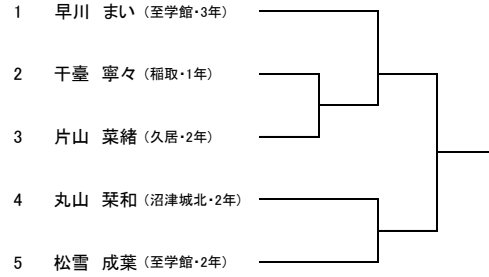 1 早川 まい（至学館・3年）
2 干臺 寧々（稲取・1年）
3 片山 菜緒（久居・2年）
4 丸山 栞和（沼津城北・2年）
5 松雪 成葉（至学館・2年）